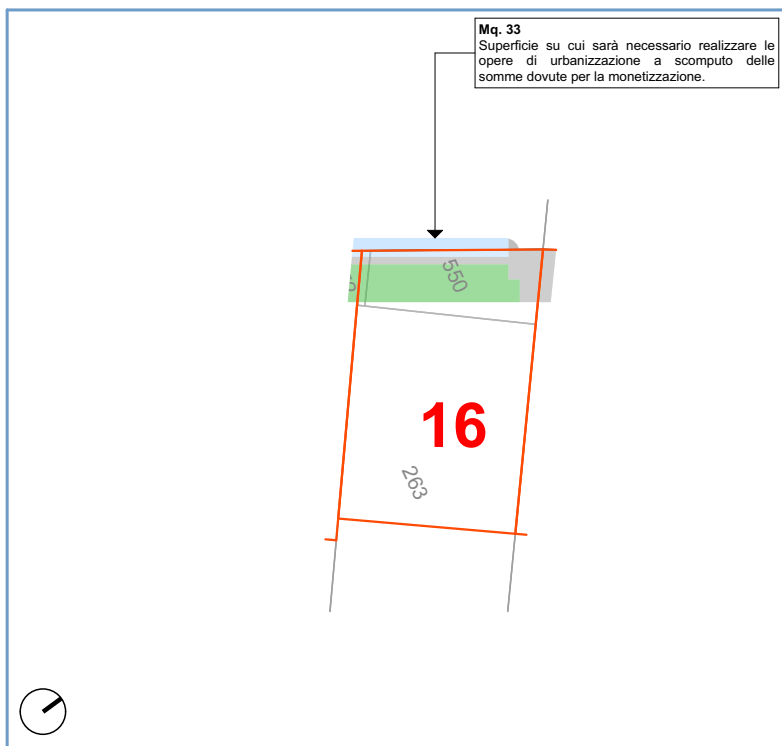 Mq. 33
Superficie su cui sarà necessario realizzare le
opere di urbanizzazione a scomputo delle
somme dovute per la monetizzazione.
550
16
263